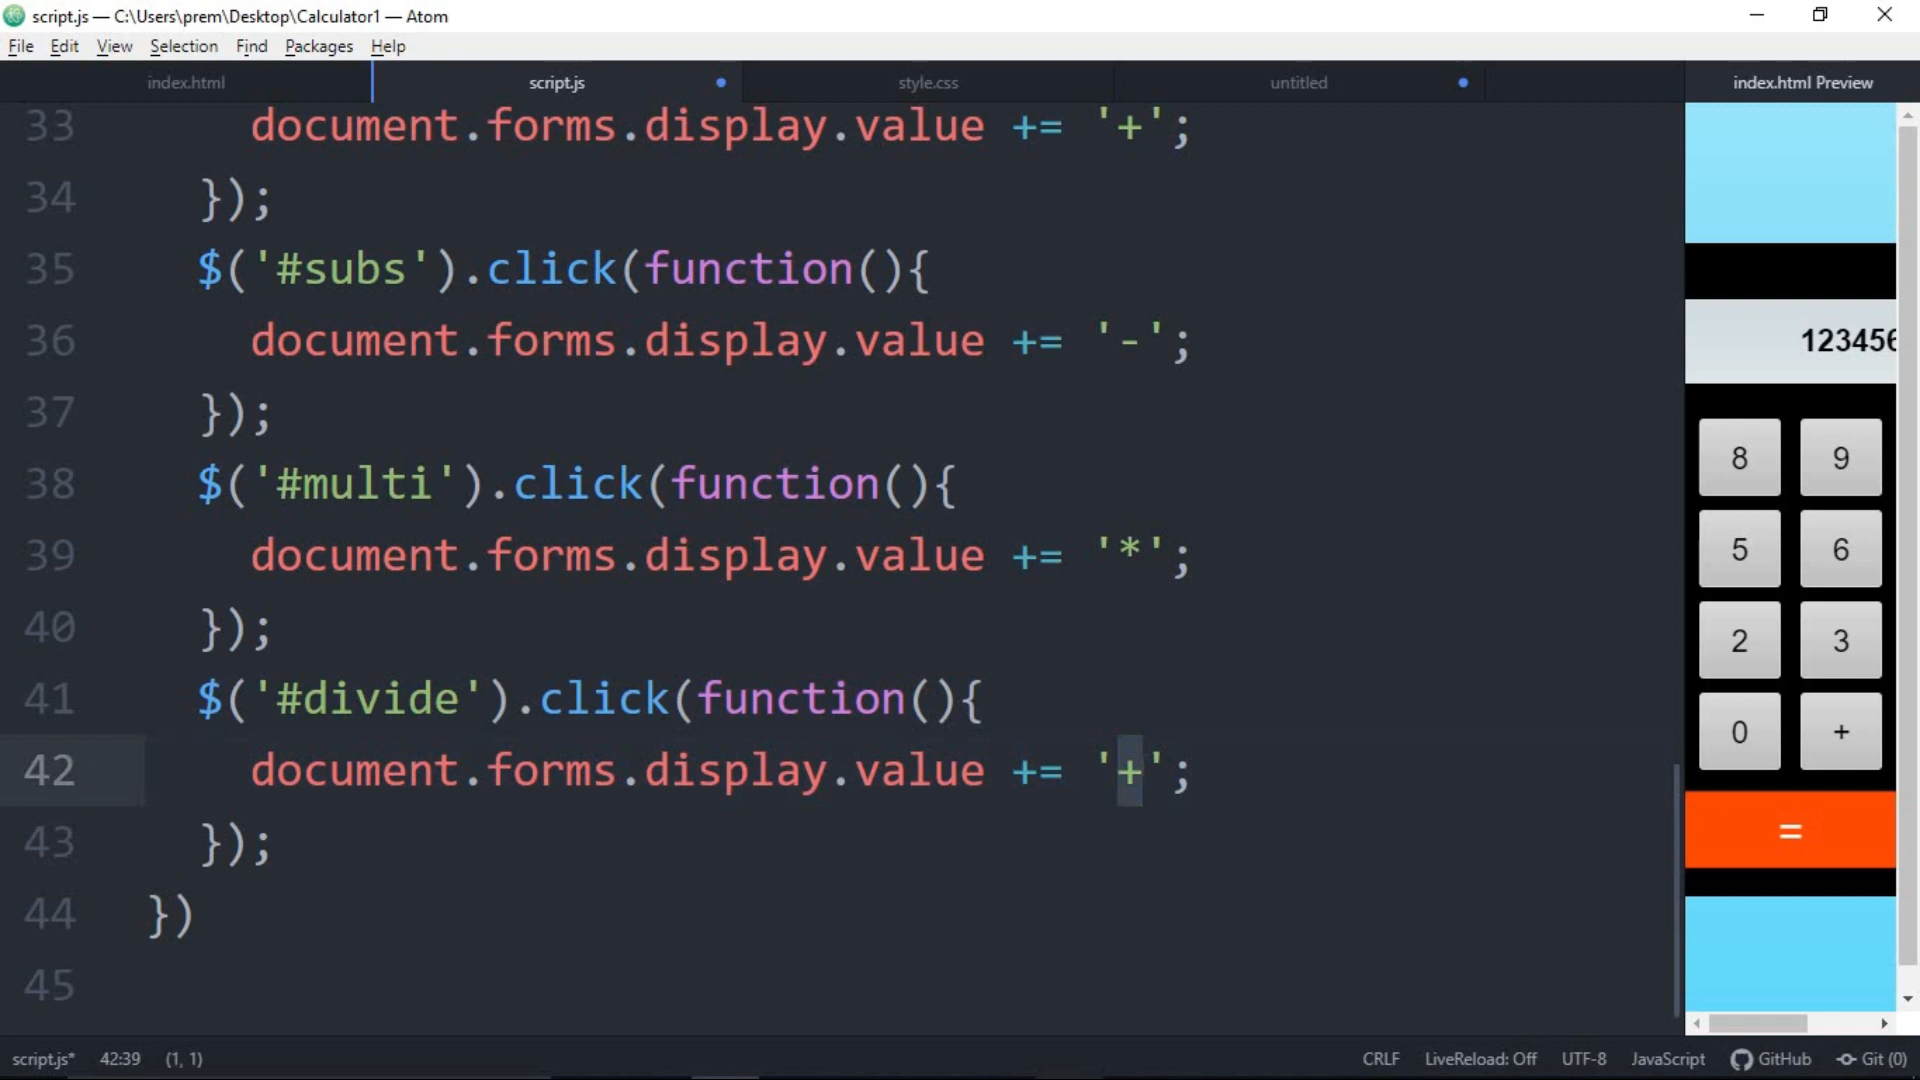 script.js — C:\Users\prem\Desktop\Calculator1 — Atom
File Edit View Selection Find Packages Help
index.html script.js style.css untitled index.html Preview
33 document.forms.display.value += '+';
34 });
35 $('#subs').click(function(){
36 document.forms.display.value += '-';
37 });
38 $('#multi').click(function(){
39 document.forms.display.value += '*';
40 });
41 $('#divide').click(function(){
42 document.forms.display.value += '+';
43 });
44 })
45
123456
8 9
5 6
2 3
0 +
=
script.js* 42:39 (1, 1) CRLF LiveReload: Off UTF-8 JavaScript GitHub Git (0)